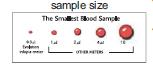 sample size
The Smallest Blood Sample
0.3µl 1µl 2µl 4µl 10
OTHER METERS